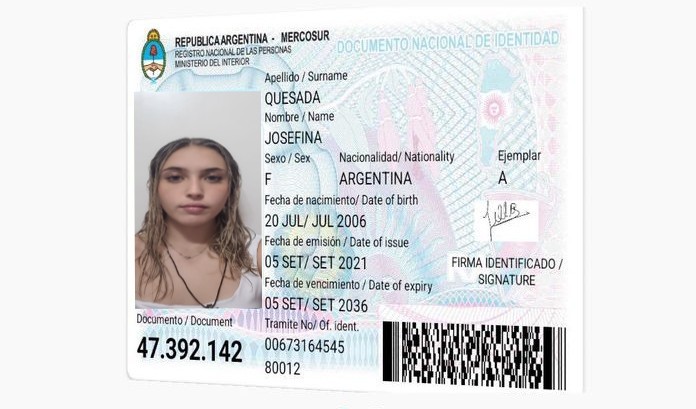 REPUBLICA ARGENTINA - MERCOSUR
REGISTRO NACIONAL DE LAS PERSONAS
MINISTERIO DEL INTERIOR
DOCUMENTO NACIONAL DE IDENTIDAD
Apellido / Surname
QUESADA
Nombre / Name
JOSEFINA
Sexo / Sex Nacionalidad/ Nationality Ejemplar
F ARGENTINA A
Fecha de nacimiento/ Date of birth
20 JUL/ JUL 2006
Fecha de emisión / Date of issue
05 SET/ SET 2021
FIRMA IDENTIFICADO /
SIGNATURE
Fecha de vencimiento / Date of expiry
05 SET/ SET 2036
Documento / Document
47.392.142
Tramite No/ Of. ident.
00673164545
80012